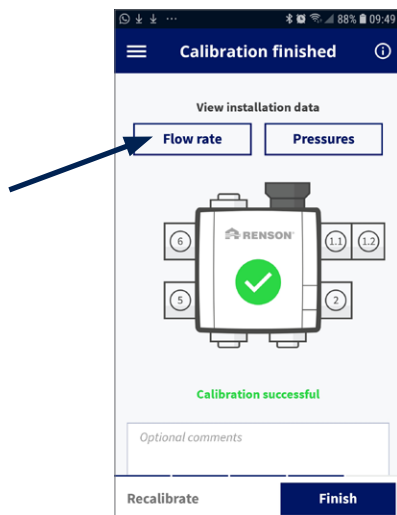 88% 09:49
Calibration finished
View installation data
Flow rate Pressures
RENSON
6 1.1 1.2
5 2
Calibration successful
Optional comments
Recalibrate Finish